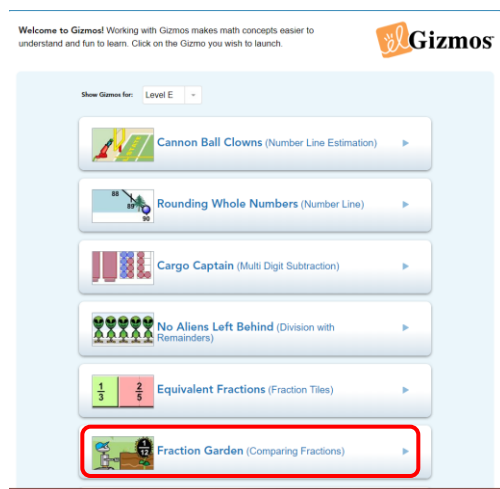 Welcome to Gizmos! Working with Gizmos makes math concepts easier to
understand and fun to learn. Click on the Gizmo you wish to launch.
Gizmos
Show Gizmos for: Level E
Cannon Ball Clowns (Number Line Estimation)
88
89
90
Rounding Whole Numbers (Number Line)
Cargo Captain (Multi Digit Subtraction)
No Aliens Left Behind (Division with
Remainders)
1/3 2/5
Equivalent Fractions (Fraction Tiles)
1/12
Fraction Garden (Comparing Fractions)